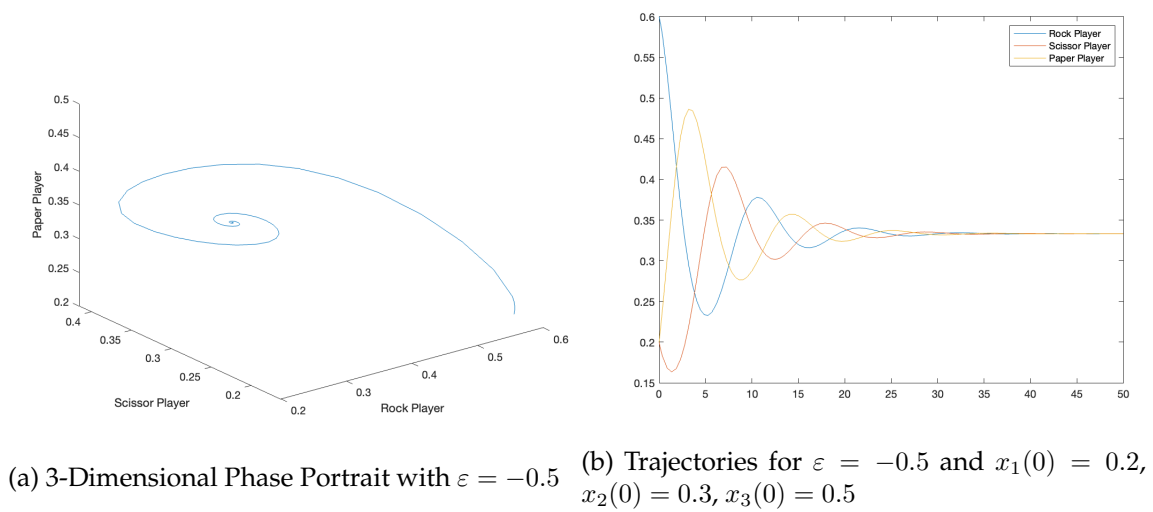 0.5
0.45
0.4
0.35
0.3
0.25
0.2
Paper Player
0.4
0.35
0.3
0.25
0.2
Scissor Player
0.2
0.3
0.4
0.5
0.6
Rock Player
0.6
0.55
0.5
0.45
0.4
0.35
0.3
0.25
0.2
0.15
0 5 10 15 20 25 30 35 40 45 50
Rock Player
Scissor Player
Paper Player
(a) 3-Dimensional Phase Portrait with ε = −0.5
(b) Trajectories for ε = −0.5 and x₁(0) = 0.2,
x₂(0) = 0.3, x₃(0) = 0.5